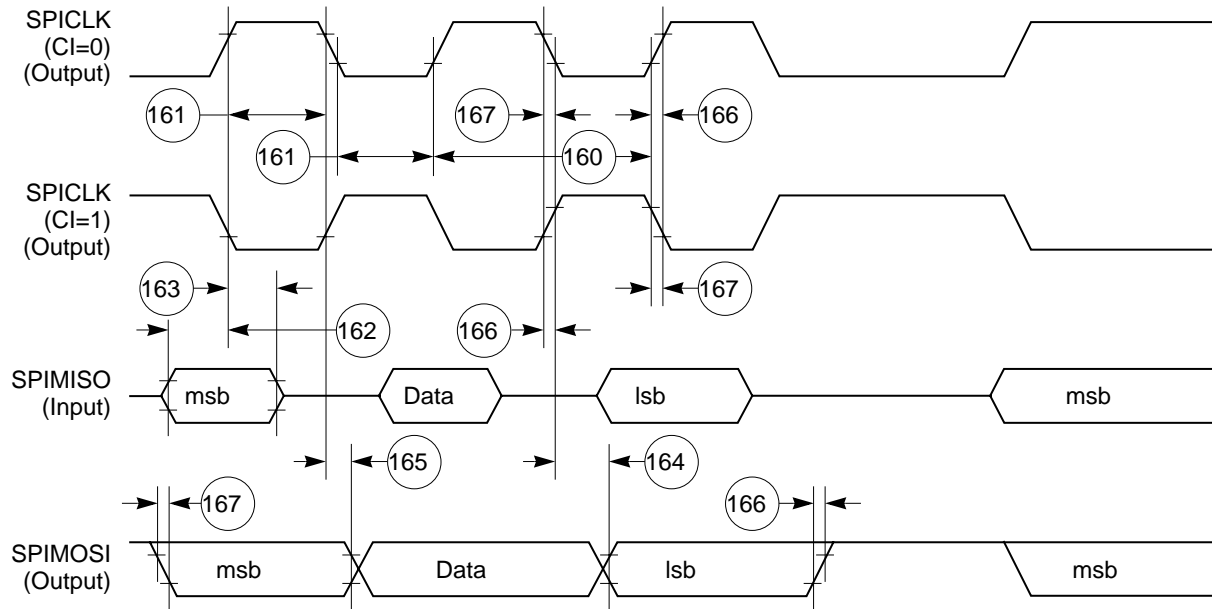 SPICLK
(CI=0)
(Output)
161
167
166
161
160
SPICLK
(CI=1)
(Output)
163
167
162
166
SPIMISO
(Input)
msb
Data
lsb
msb
165
164
167
166
SPIMOSI
(Output)
msb
Data
lsb
msb